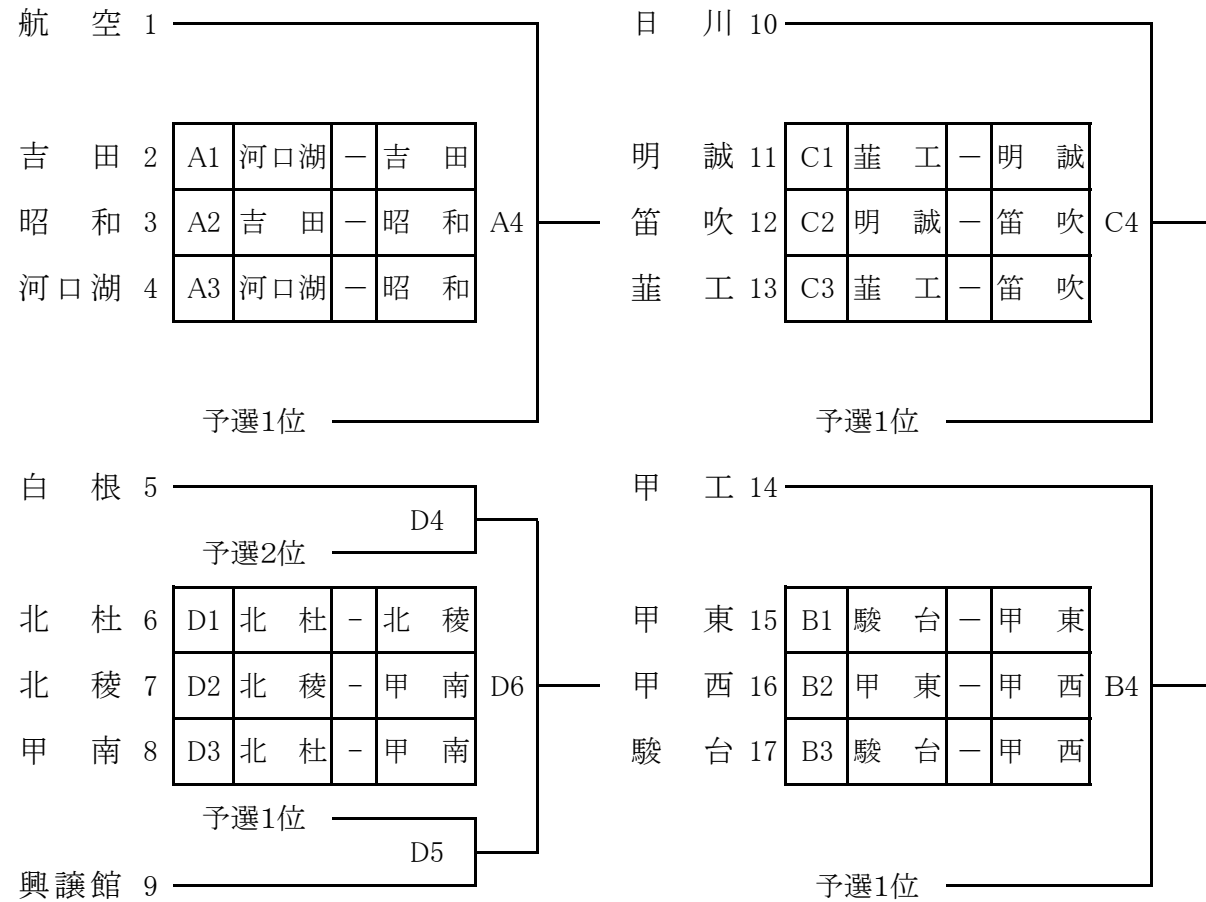 航　空 1
吉　田 2 A1 河口湖 － 吉　田
昭　和 3 A2 吉　田 － 昭　和 A4
河口湖 4 A3 河口湖 － 昭　和
予選1位
白　根 5
D4
予選2位
北　杜 6 D1 北　杜 - 北　稜
北　稜 7 D2 北　稜 - 甲　南 D6
甲　南 8 D3 北　杜 - 甲　南
予選1位
D5
興譲館 9
日　川 10
明　誠 11 C1 韮　工 － 明　誠
笛　吹 12 C2 明　誠 － 笛　吹 C4
韮　工 13 C3 韮　工 － 笛　吹
予選1位
甲　工 14
甲　東 15 B1 駿　台 － 甲　東
甲　西 16 B2 甲　東 － 甲　西 B4
駿　台 17 B3 駿　台 － 甲　西
予選1位